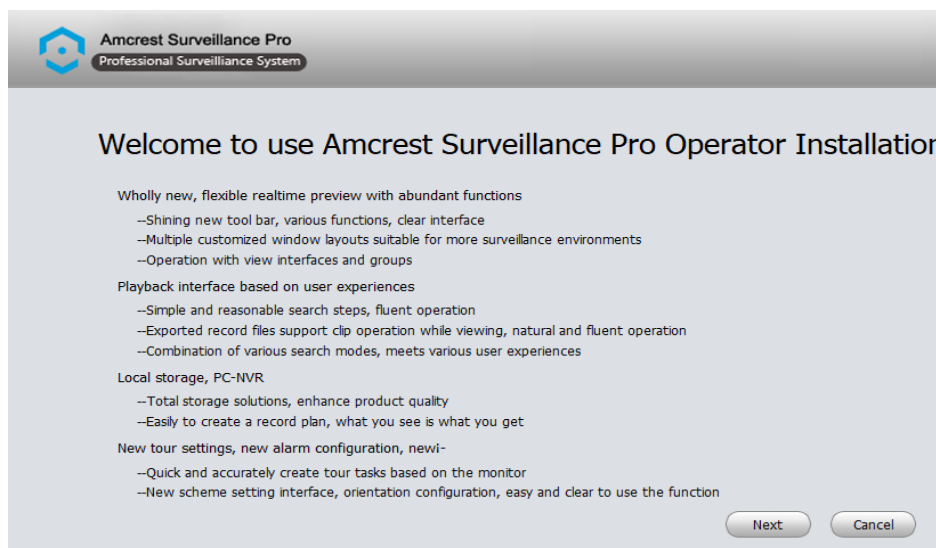 Amcrest Surveillance Pro
Professional Surveilliance System
Welcome to use Amcrest Surveillance Pro Operator Installation
Wholly new, flexible realtime preview with abundant functions
--Shining new tool bar, various functions, clear interface
--Multiple customized window layouts suitable for more surveillance environments
--Operation with view interfaces and groups
Playback interface based on user experiences
--Simple and reasonable search steps, fluent operation
--Exported record files support clip operation while viewing, natural and fluent operation
--Combination of various search modes, meets various user experiences
Local storage, PC-NVR
--Total storage solutions, enhance product quality
--Easily to create a record plan, what you see is what you get
New tour settings, new alarm configuration, newi-
--Quick and accurately create tour tasks based on the monitor
--New scheme setting interface, orientation configuration, easy and clear to use the function
Next
Cancel